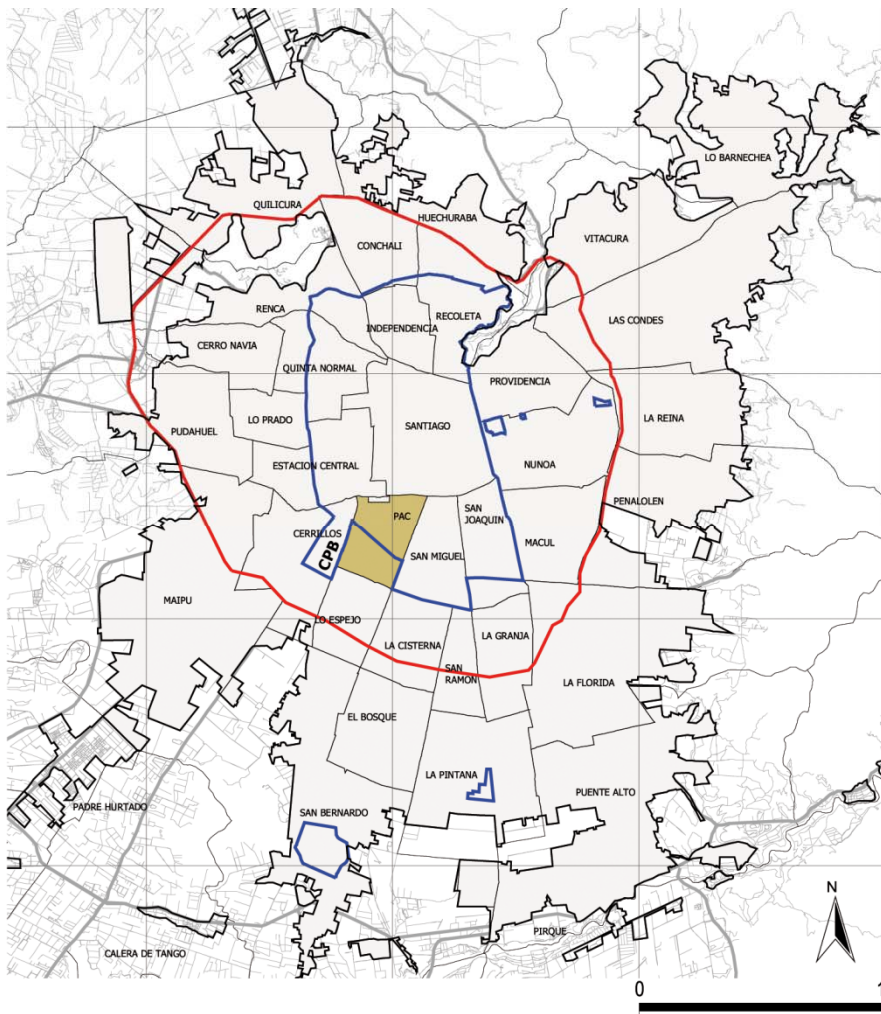 LO BARNECHEA
QUILICURA
HUECHURABA
VITACURA
CONCHALI
RENCA
RECOLETA
LAS CONDES
INDEPENDENCIA
CERRO NAVIA
QUINTA NORMAL
PROVIDENCIA
LO PRADO
LA REINA
PUDAHUEL
SANTIAGO
ESTACION CENTRAL
NUNOA
PENALOLEN
SAN
JOAQUIN
PAC
CERRILLOS
CPB
MACUL
SAN MIGUEL
MAIPU
LO ESPEJO
LA GRANJA
LA CISTERNA
SAN
RAMON
LA FLORIDA
EL BOSQUE
LA PINTANA
PUENTE ALTO
PADRE HURTADO
SAN BERNARDO
N
PIRQUE
CALERA DE TANGO
0
1